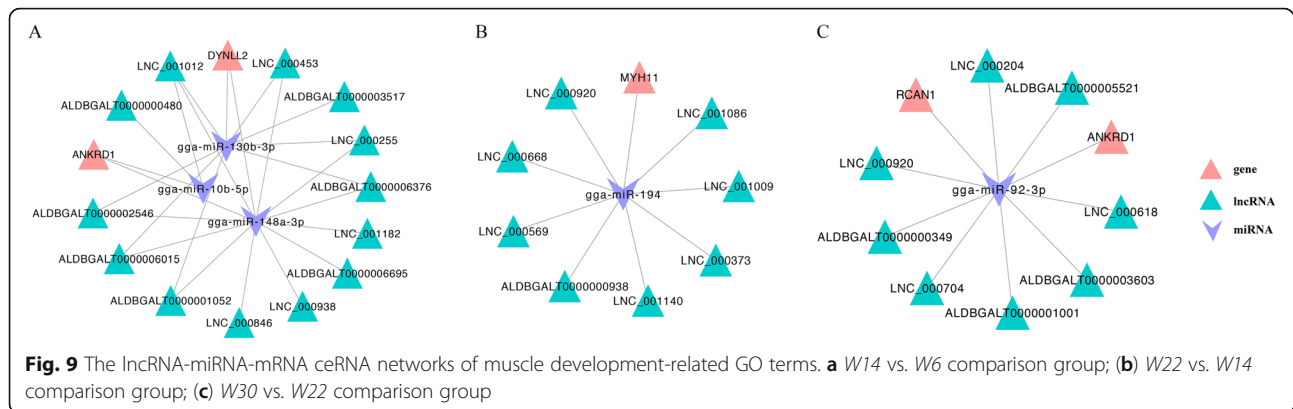 A
DYNLL2
LNC_001012
LNC_000453
ALDBGALT0000003517
ALDBGALT0000000480
LNC_000255
gga-miR-130b-3p
ANKRD1
gga-miR-10b-5p
ALDBGALT0000006376
ALDBGALT0000002546
gga-miR-148a-3p
LNC_001182
ALDBGALT0000006015
ALDBGALT0000006695
ALDBGALT0000001052
LNC_000938
LNC_000846
B
MYH11
LNC_000920
LNC_001086
LNC_000668
LNC_001009
gga-miR-194
LNC_000569
LNC_000373
ALDBGALT0000000938
LNC_001140
C
LNC_000204
RCAN1
ALDBGALT0000005521
ANKRD1
LNC_000920
gga-miR-92-3p
LNC_000618
ALDBGALT0000000349
ALDBGALT0000003603
LNC_000704
ALDBGALT0000001001
gene
lncRNA
miRNA
Fig. 9 The lncRNA-miRNA-mRNA ceRNA networks of muscle development-related GO terms. a W14 vs. W6 comparison group; (b) W22 vs. W14
comparison group; (c) W30 vs. W22 comparison group